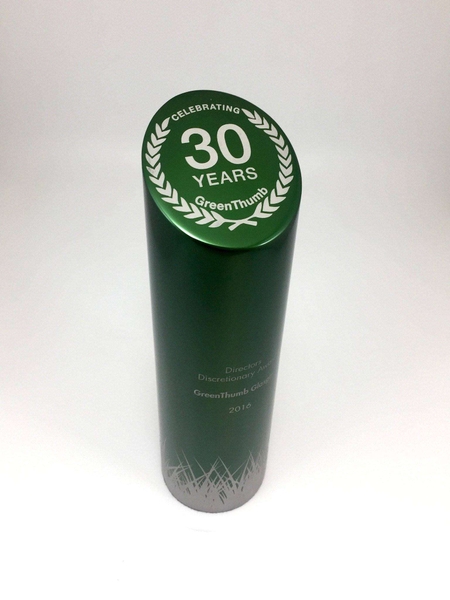 CELEBRATING
30
YEARS
GreenThumb
Directors
Discretionary
GreenThumb
2016